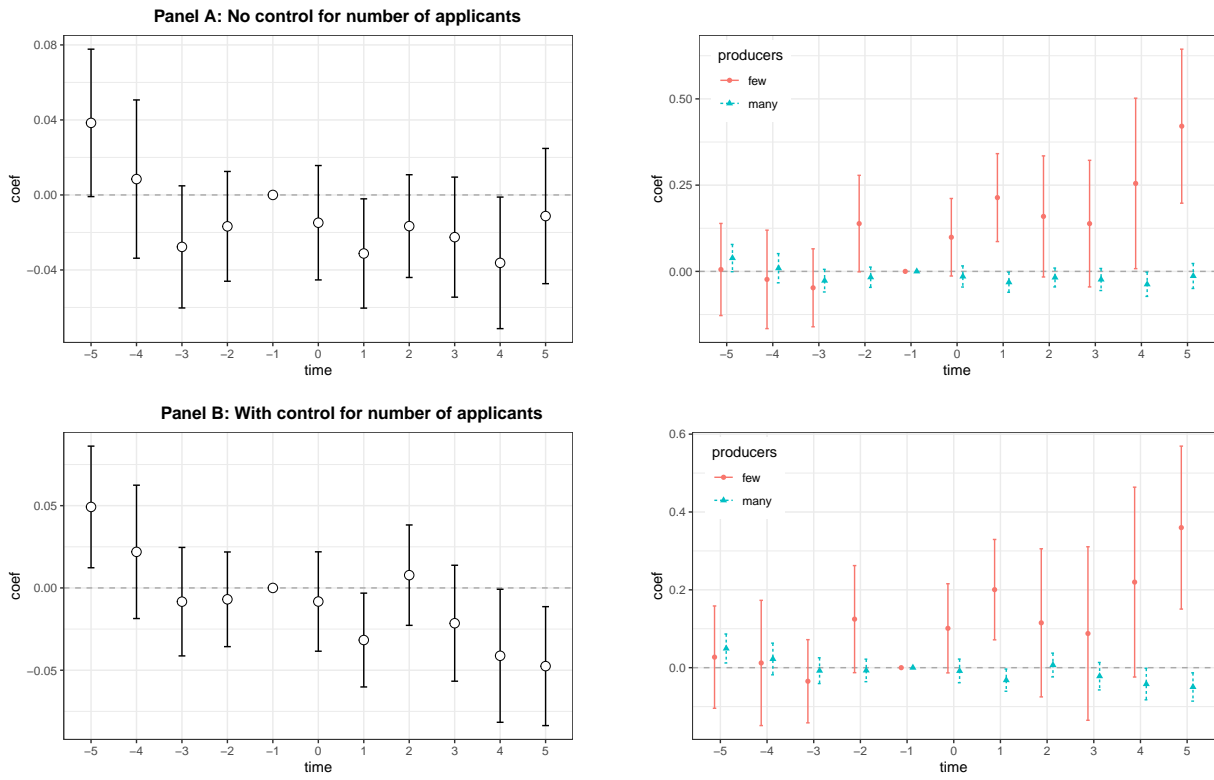 Panel A: No control for number of applicants
0.08
0.04
0.00
−0.04
coef
−5 −4 −3 −2 −1 0 1 2 3 4 5
time
producers
few
many
0.50
0.25
0.00
coef
−5 −4 −3 −2 −1 0 1 2 3 4 5
time
Panel B: With control for number of applicants
0.05
0.00
−0.05
coef
−5 −4 −3 −2 −1 0 1 2 3 4 5
time
producers
few
many
0.6
0.4
0.2
0.0
coef
−5 −4 −3 −2 −1 0 1 2 3 4 5
time